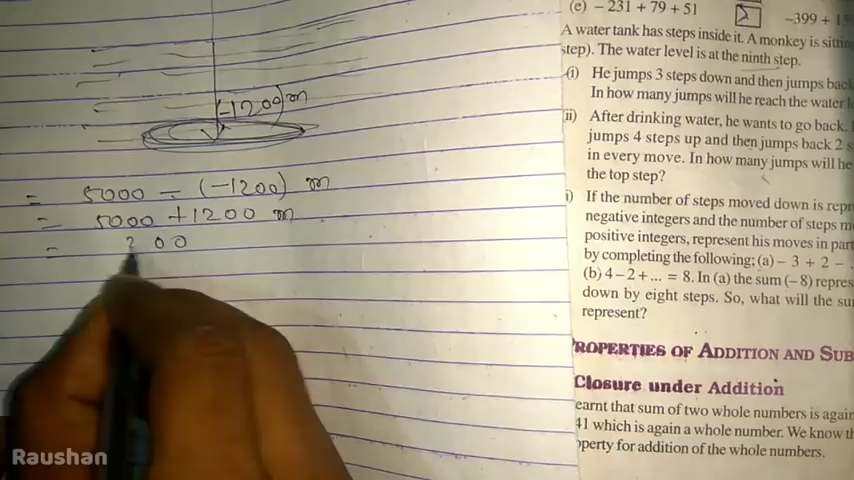 (-1200) m
= 5000 - (-1200) m
= 5000 + 1200 m
= 200
(e) - 231 + 79 + 51
-399 + 1
A water tank has steps inside it. A monkey is sittin
step). The water level is at the ninth step.
(i) He jumps 3 steps down and then jumps back
In how many jumps will he reach the water l
ii) After drinking water, he wants to go back.
jumps 4 steps up and then jumps back 2 s
in every move. In how many jumps will he
the top step?
i) If the number of steps moved down is repr
negative integers and the number of steps m
positive integers, represent his moves in part
by completing the following; (a) - 3 + 2 -
(b) 4 - 2 + ... = 8. In (a) the sum (- 8) repres
down by eight steps. So, what will the su
represent?
ROPERTIES OF ADDITION AND SUB
Closure under Addition
earnt that sum of two whole numbers is again
41 which is again a whole number. We know th
operty for addition of the whole numbers.
Raushan